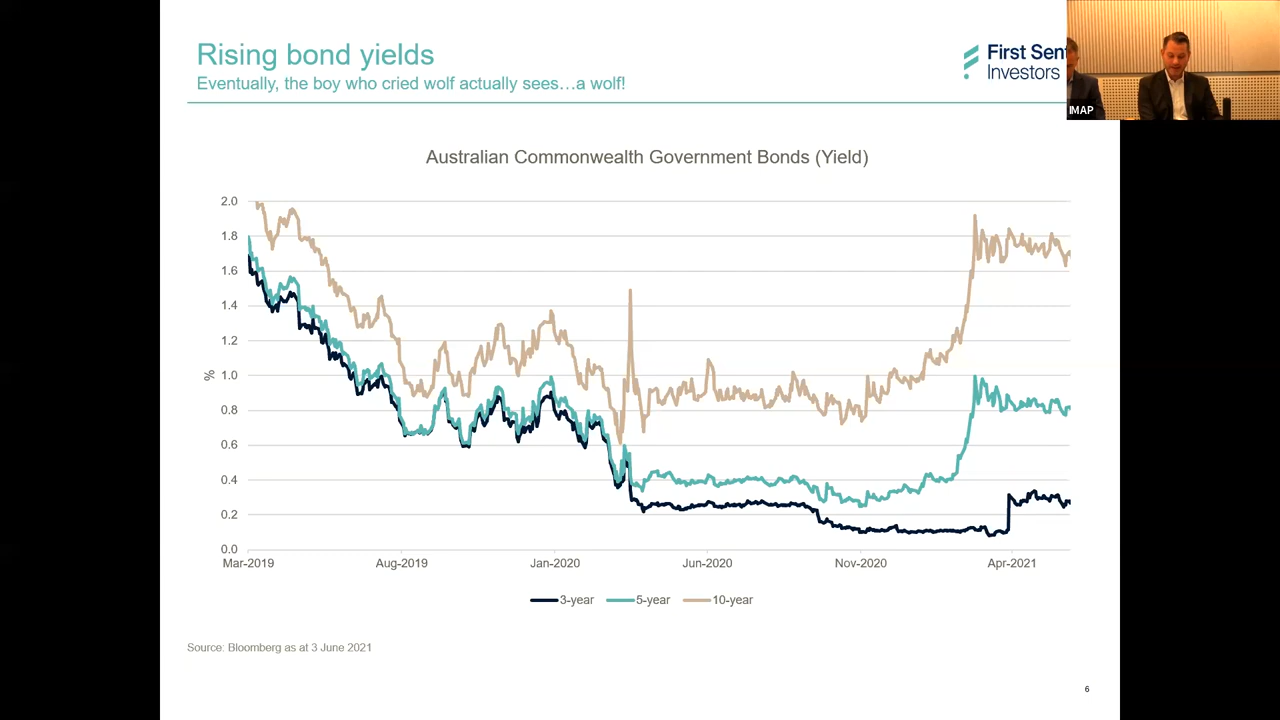 Rising bond yields
Eventually, the boy who cried wolf actually sees…a wolf!
First Sent
Investors
IMAP
Australian Commonwealth Government Bonds (Yield)
2.0
1.8
1.6
1.4
1.2
1.0
0.8
0.6
0.4
0.2
0.0
%
Mar-2019 Aug-2019 Jan-2020 Jun-2020 Nov-2020 Apr-2021
3-year 5-year 10-year
Source: Bloomberg as at 3 June 2021
6